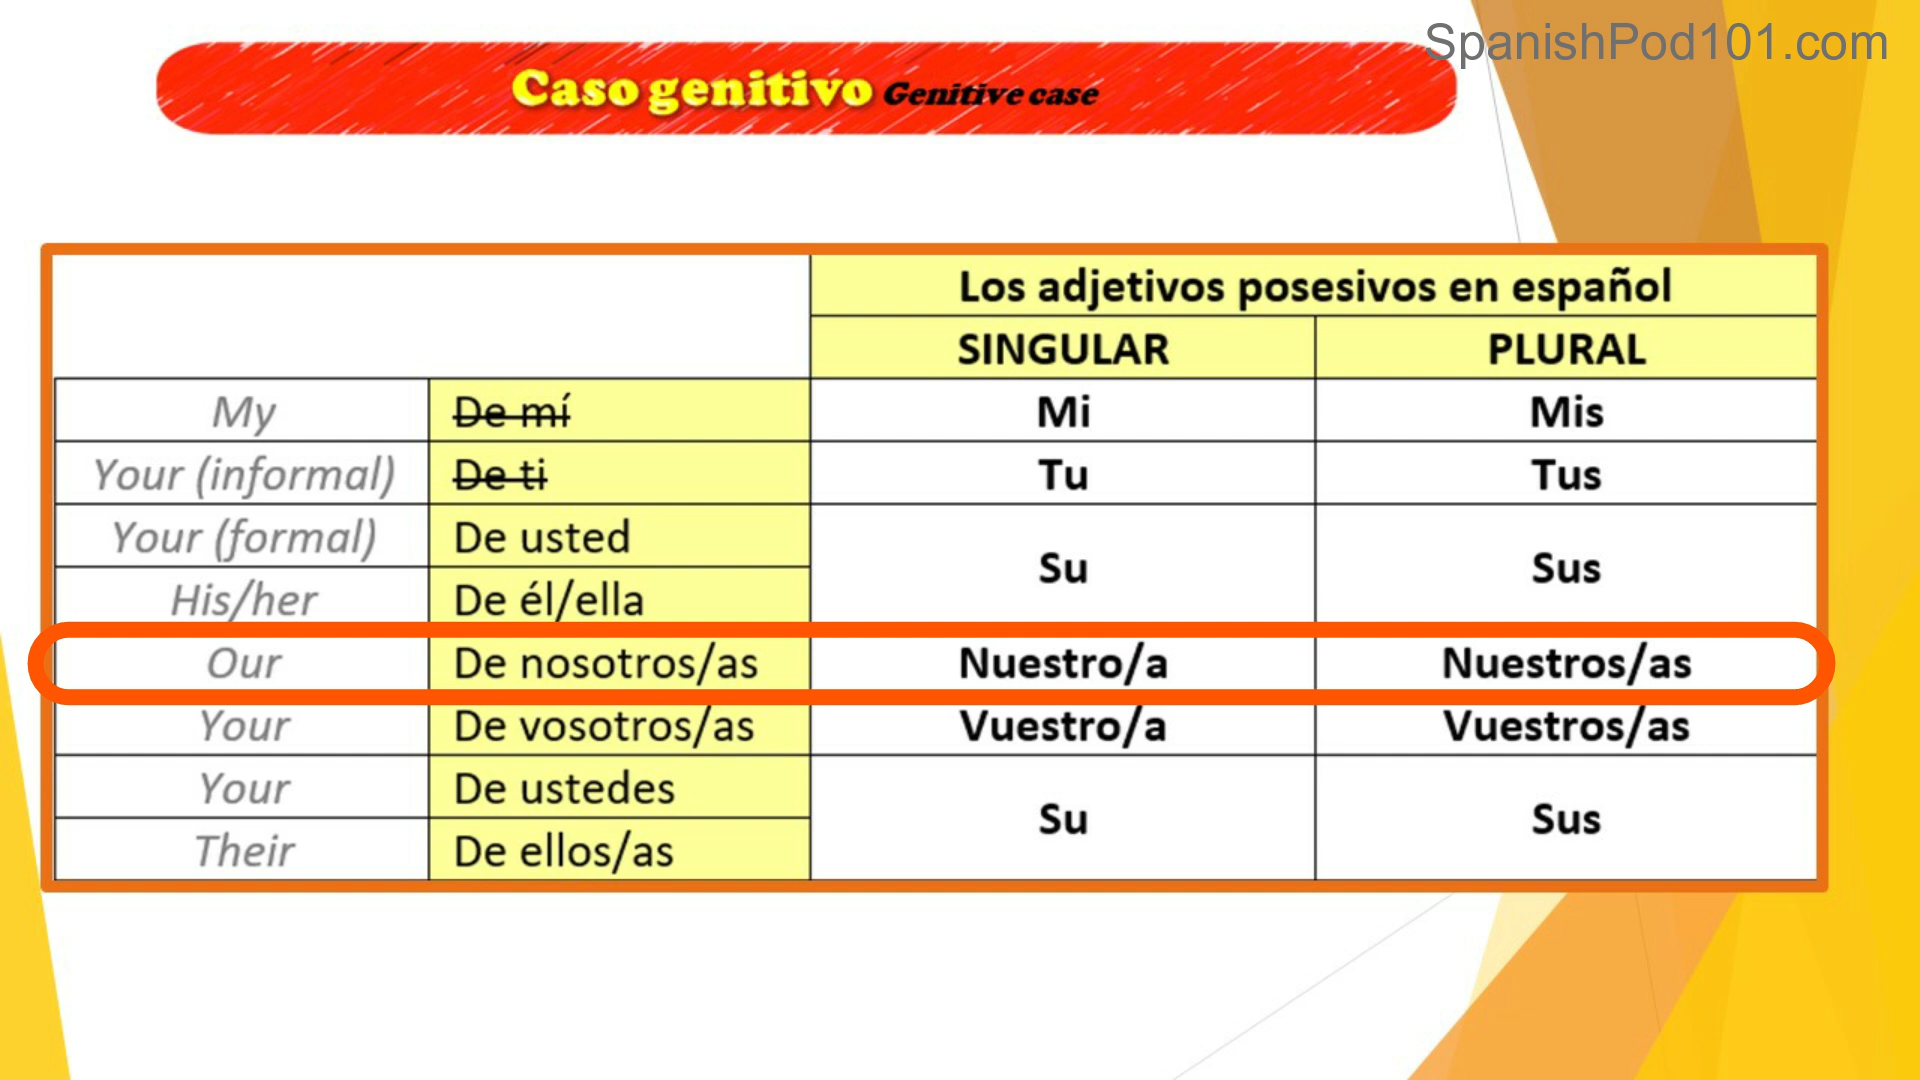 SpanishPod101.com
Caso genitivo Genitive case
Los adjetivos posesivos en español
SINGULAR PLURAL
My De mí Mi Mis
Your (informal) De ti Tu Tus
Your (formal) De usted Su Sus
His/her De él/ella
Our De nosotros/as Nuestro/a Nuestros/as
Your De vosotros/as Vuestro/a Vuestros/as
Your De ustedes Su Sus
Their De ellos/as